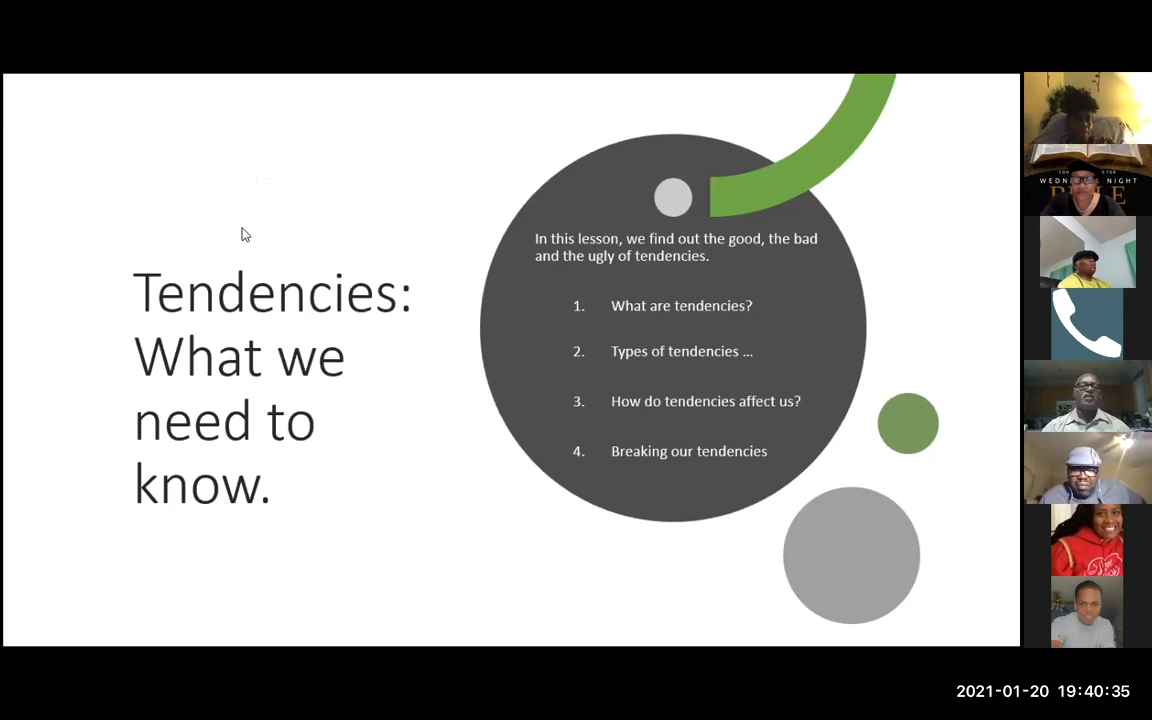 Tendencies:
What we
need to
know.
In this lesson, we find out the good, the bad
and the ugly of tendencies.
1. What are tendencies?
2. Types of tendencies ...
3. How do tendencies affect us?
4. Breaking our tendencies
NIGHT
2021-01-20 19:40:35